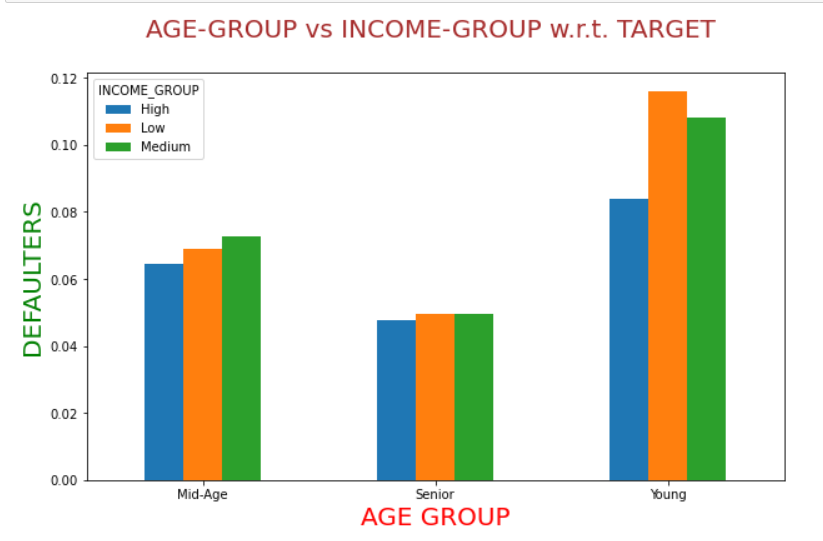 AGE-GROUP vs INCOME-GROUP w.r.t. TARGET
INCOME_GROUP
High
Low
Medium
DEFAULTERS
0.12
0.10
0.08
0.06
0.04
0.02
0.00
Mid-Age Senior Young
AGE GROUP